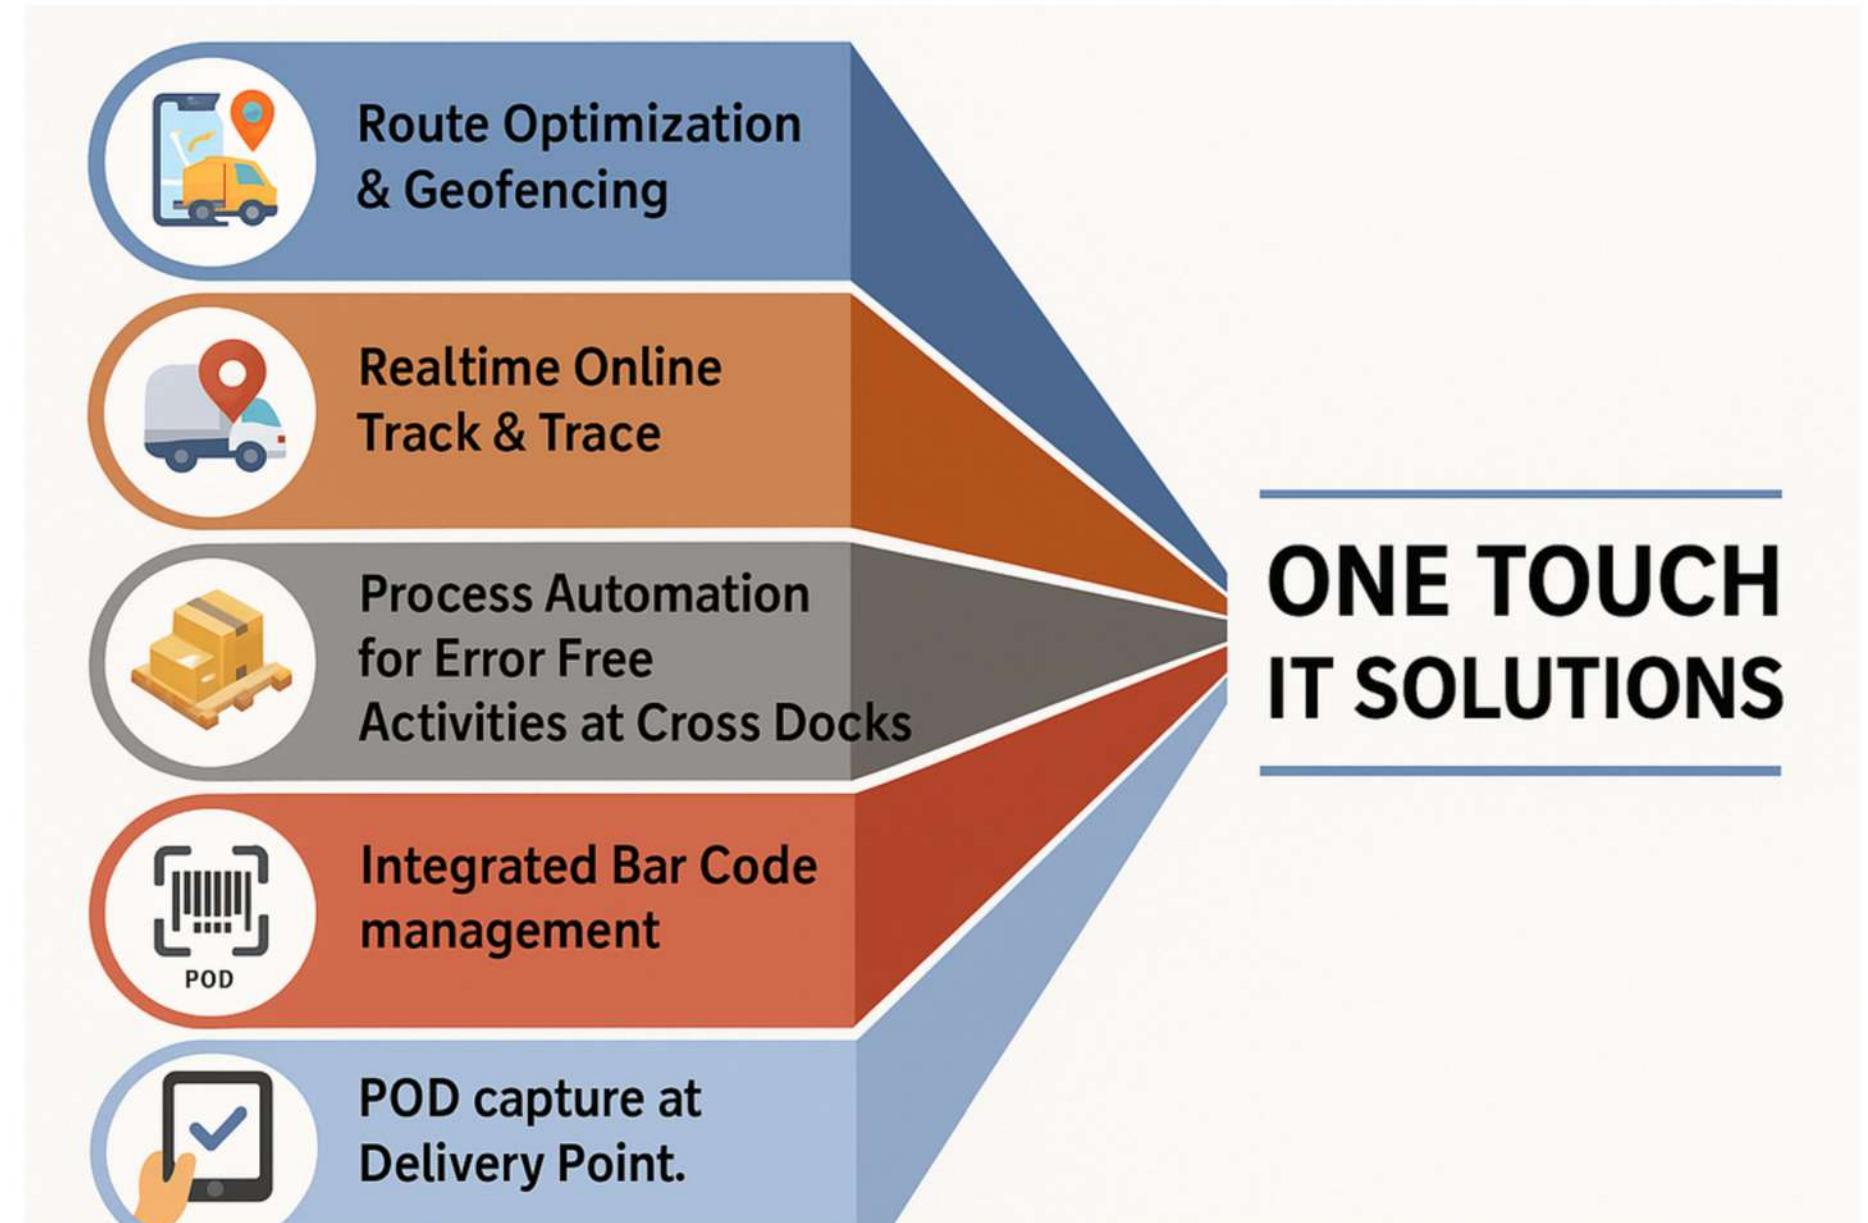 Route Optimization
& Geofencing
Realtime Online
Track & Trace
Process Automation
for Error Free
Activities at Cross Docks
Integrated Bar Code
management
POD
POD capture at
Delivery Point.
ONE TOUCH
IT SOLUTIONS